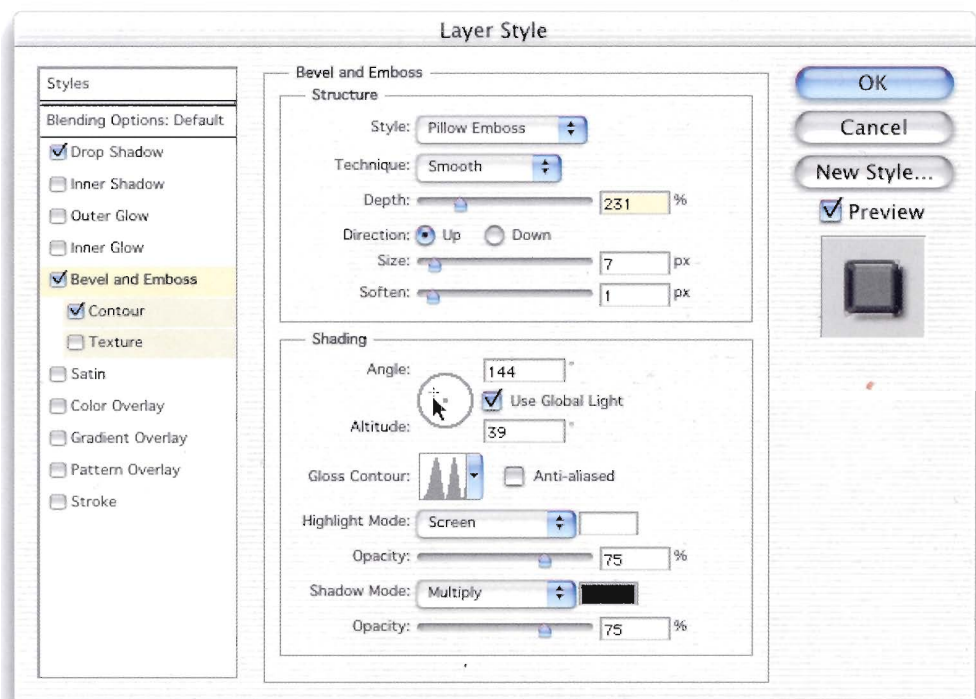 Layer Style
Styles
Blending Options: Default
Drop Shadow
Inner Shadow
Outer Glow
Inner Glow
Bevel and Emboss
Contour
Texture
Satin
Color Overlay
Gradient Overlay
Pattern Overlay
Stroke
Bevel and Emboss
Structure
Style: Pillow Emboss
Technique: Smooth
Depth: 231 %
Direction: Up Down
Size: 7 px
Soften: 1 px
Shading
Angle: 144 °
Use Global Light
Altitude: 39 °
Gloss Contour: Anti-aliased
Highlight Mode: Screen
Opacity: 75 %
Shadow Mode: Multiply
Opacity: 75 %
OK
Cancel
New Style...
Preview